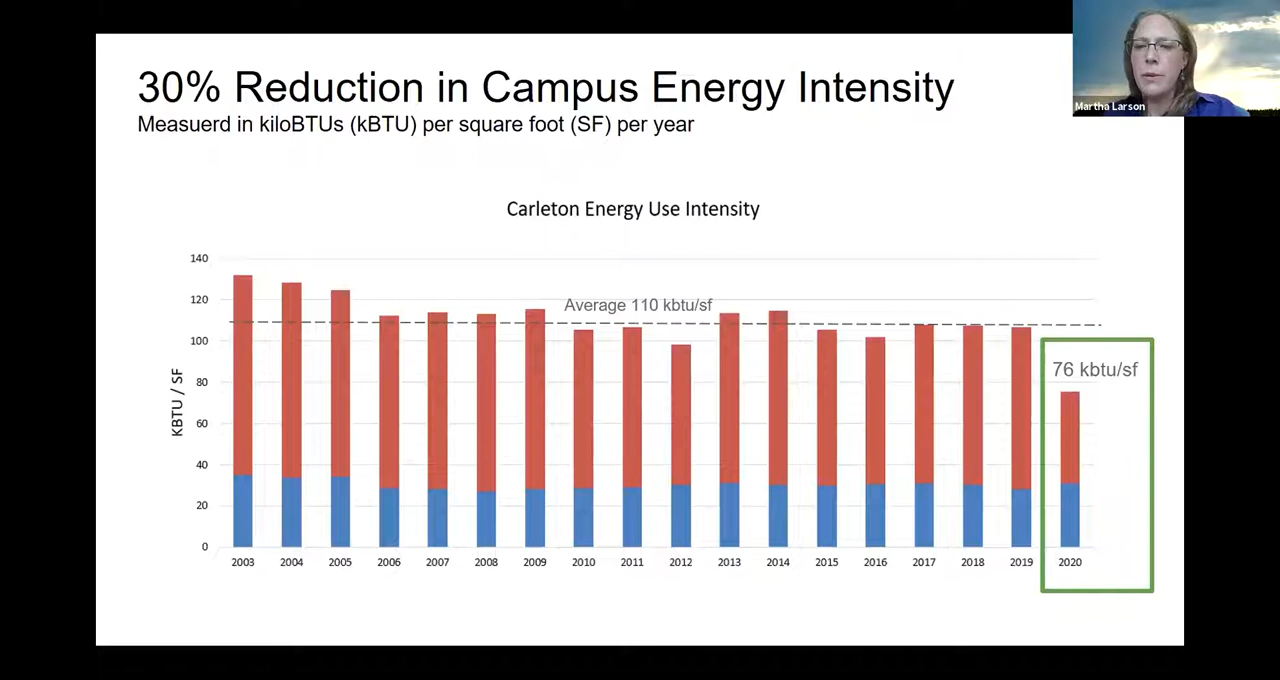 30% Reduction in Campus Energy Intensity
Measuerd in kiloBTUs (kBTU) per square foot (SF) per year
Martha Larson
Carleton Energy Use Intensity
140
120
100
80
60
40
20
0
KBTU / SF
Average 110 kbtu/sf
76 kbtu/sf
2003 2004 2005 2006 2007 2008 2009 2010 2011 2012 2013 2014 2015 2016 2017 2018 2019 2020